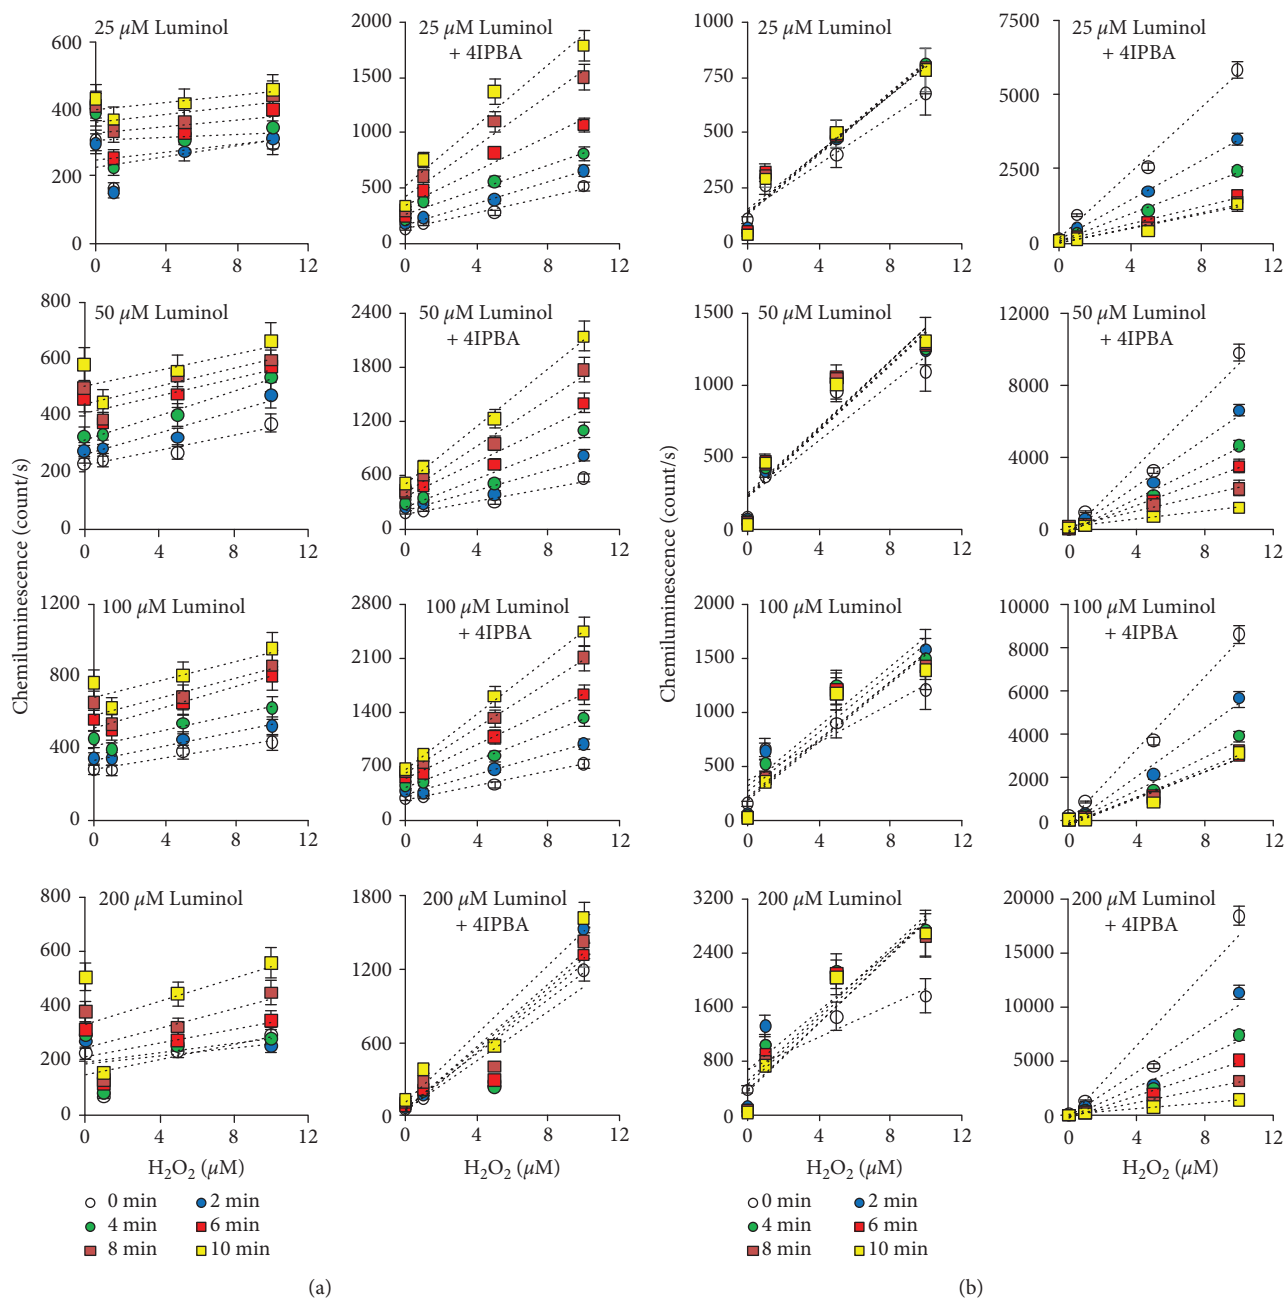 25 µM Luminol
600
400
200
0
0 4 8 12
25 µM Luminol
+ 4IPBA
2000
1500
1000
500
0
0 4 8 12
25 µM Luminol
1000
750
500
250
0
0 4 8 12
25 µM Luminol
+ 4IPBA
7500
5000
2500
0
0 4 8 12
50 µM Luminol
800
600
400
200
0
0 4 8 12
50 µM Luminol
+ 4IPBA
2400
1800
1200
600
0
0 4 8 12
50 µM Luminol
1500
1000
500
0
0 4 8 12
50 µM Luminol
+ 4IPBA
12000
8000
4000
0
0 4 8 12
100 µM Luminol
1200
800
400
0
0 4 8 12
100 µM Luminol
+ 4IPBA
2800
2100
1400
700
0
0 4 8 12
100 µM Luminol
2000
1500
1000
500
0
0 4 8 12
100 µM Luminol
+ 4IPBA
10000
8000
6000
4000
2000
0
0 4 8 12
200 µM Luminol
800
600
400
200
0
0 4 8 12
200 µM Luminol
+ 4IPBA
1800
1200
600
0
0 4 8 12
200 µM Luminol
3200
2400
1600
800
0
0 4 8 12
200 µM Luminol
+ 4IPBA
20000
15000
10000
5000
0
0 4 8 12
Chemiluminescence (count/s)
Chemiluminescence (count/s)
H₂O₂ (µM)
H₂O₂ (µM)
H₂O₂ (µM)
H₂O₂ (µM)
0 min 2 min
4 min 6 min
8 min 10 min
0 min 2 min
4 min 6 min
8 min 10 min
(a)
(b)